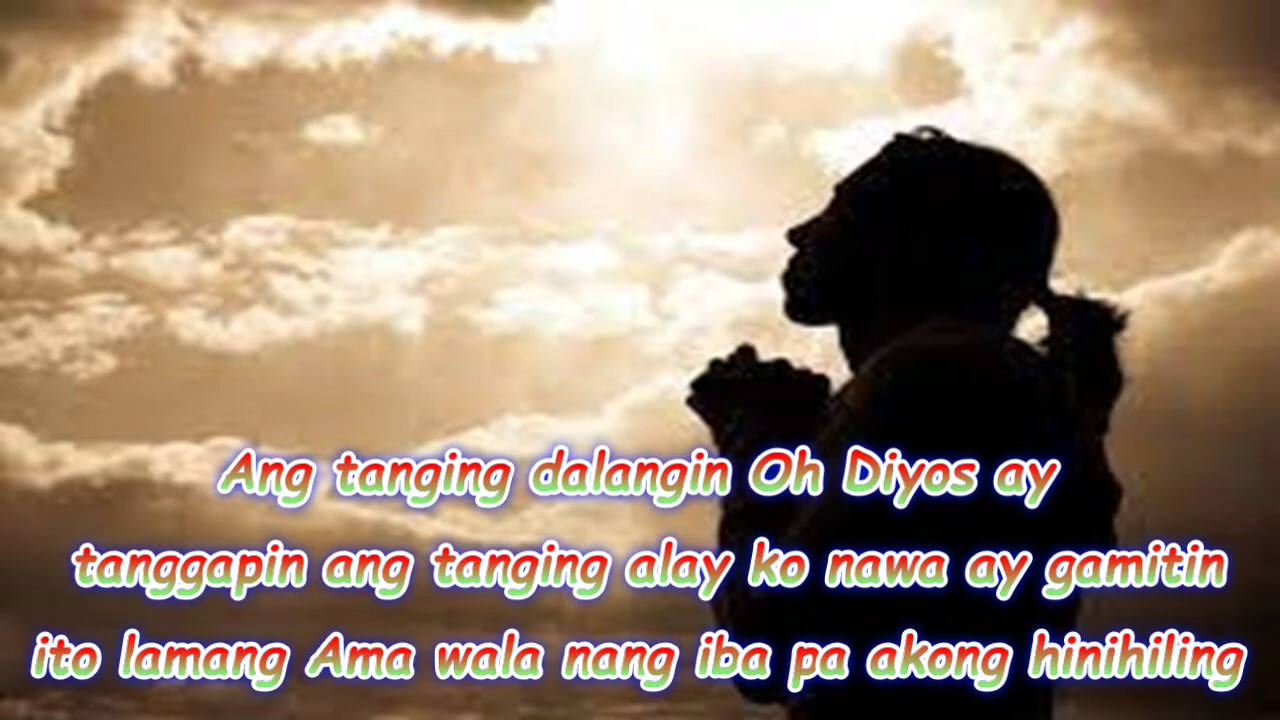 Ang tanging dalangin Oh Diyos ay
tanggapin ang tanging alay ko nawa ay gamitin
ito lamang Ama wala nang iba pa akong hinihiling